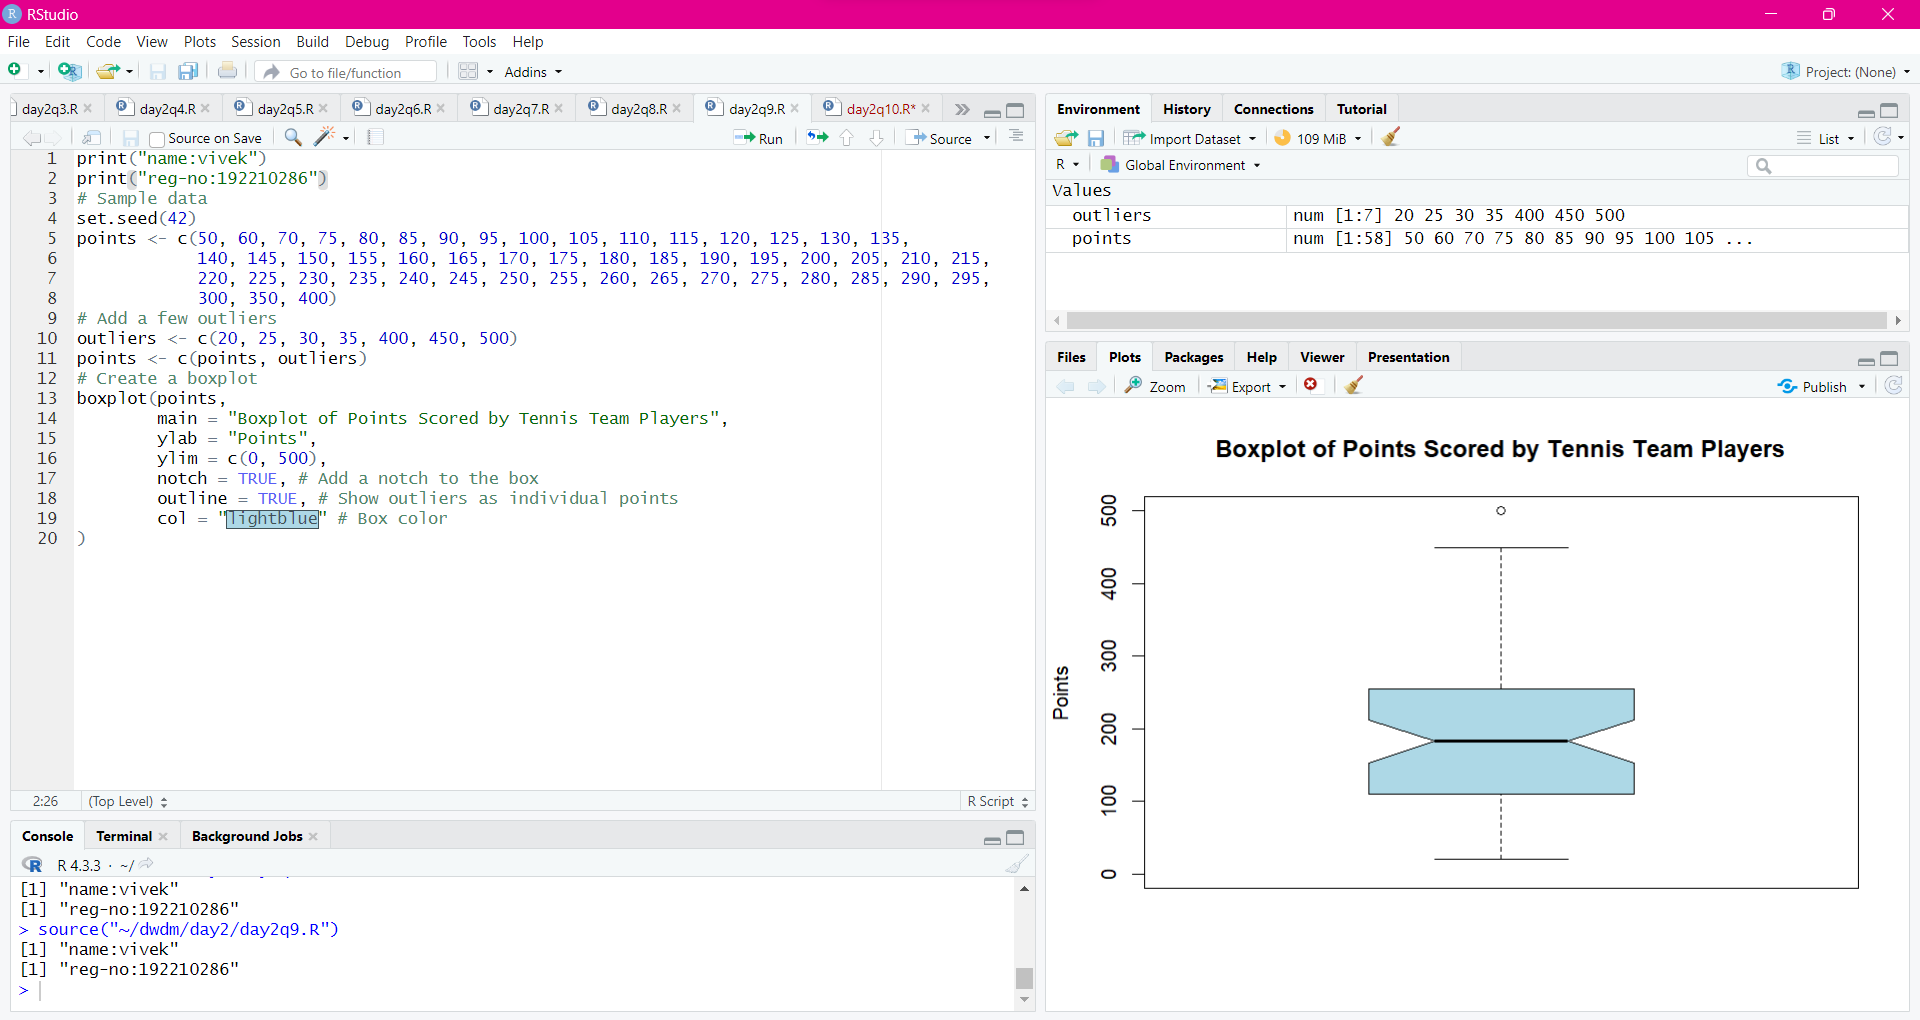 RStudio
File Edit Code View Plots Session Build Debug Profile Tools Help
Go to file/function Addins Project: (None)
day2q3.R day2q4.R day2q5.R day2q6.R day2q7.R day2q8.R day2q9.R day2q10.R*
Source on Save Run Source
1 print("name:vivek")
2 print("reg-no:192210286")
3 # Sample data
4 set.seed(42)
5 points <- c(50, 60, 70, 75, 80, 85, 90, 95, 100, 105, 110, 115, 120, 125, 130, 135,
6 140, 145, 150, 155, 160, 165, 170, 175, 180, 185, 190, 195, 200, 205, 210, 215,
7 220, 225, 230, 235, 240, 245, 250, 255, 260, 265, 270, 275, 280, 285, 290, 295,
8 300, 350, 400)
9 # Add a few outliers
10 outliers <- c(20, 25, 30, 35, 400, 450, 500)
11 points <- c(points, outliers)
12 # Create a boxplot
13 boxplot(points,
14 main = "Boxplot of Points Scored by Tennis Team Players",
15 ylab = "Points",
16 ylim = c(0, 500),
17 notch = TRUE, # Add a notch to the box
18 outline = TRUE, # Show outliers as individual points
19 col = "lightblue" # Box color
20 )
2:26 (Top Level) R Script
Console Terminal Background Jobs
R R 4.3.3 · ~/
[1] "name:vivek"
[1] "reg-no:192210286"
> source("~/dwdm/day2/day2q9.R")
[1] "name:vivek"
[1] "reg-no:192210286"
>
Environment History Connections Tutorial
Import Dataset 109 MiB List
R Global Environment
Values
outliers num [1:7] 20 25 30 35 400 450 500
points num [1:58] 50 60 70 75 80 85 90 95 100 105 ...
Files Plots Packages Help Viewer Presentation
Zoom Export Publish
Boxplot of Points Scored by Tennis Team Players
Points
500
400
300
200
100
0